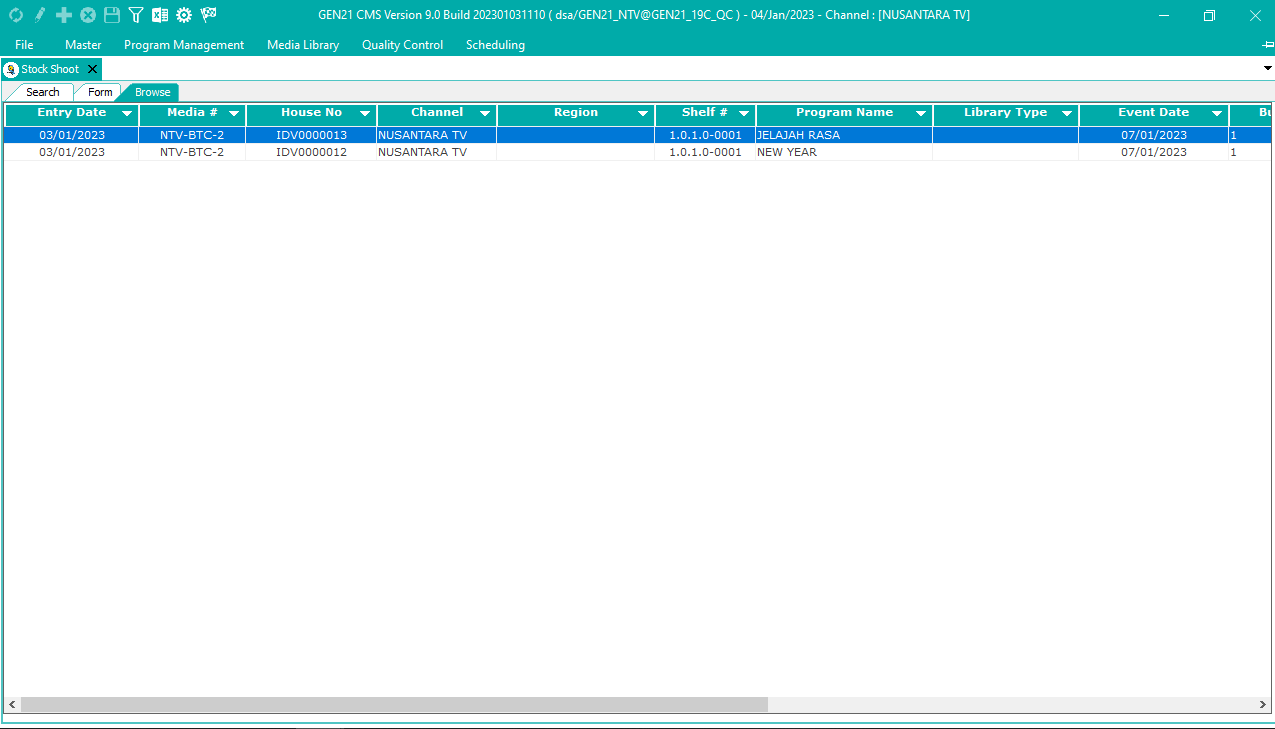 GEN21 CMS Version 9.0 Build 202301031110 ( dsa/GEN21_NTV@GEN21_19C_QC ) - 04/Jan/2023 - Channel : [NUSANTARA TV]
File Master Program Management Media Library Quality Control Scheduling
Stock Shoot
Search Form Browse
Entry Date Media # House No Channel Region Shelf # Program Name Library Type Event Date
03/01/2023 NTV-BTC-2 IDV0000013 NUSANTARA TV 1.0.1.0-0001 JELAJAH RASA 07/01/2023 1
03/01/2023 NTV-BTC-2 IDV0000012 NUSANTARA TV 1.0.1.0-0001 NEW YEAR 07/01/2023 1